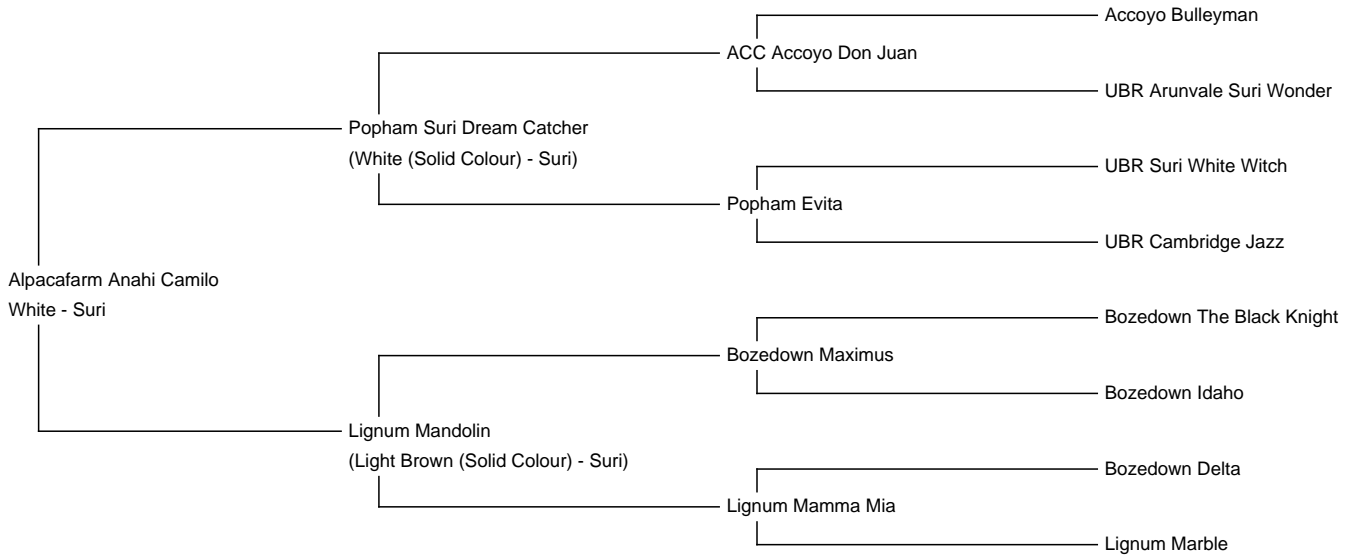 Accoyo Bulleyman
ACC Accoyo Don Juan
UBR Arunvale Suri Wonder
Popham Suri Dream Catcher
(White (Solid Colour) - Suri)
UBR Suri White Witch
Popham Evita
UBR Cambridge Jazz
Alpacafarm Anahi Camilo
White - Suri
Bozedown The Black Knight
Bozedown Maximus
Bozedown Idaho
Lignum Mandolin
(Light Brown (Solid Colour) - Suri)
Bozedown Delta
Lignum Mamma Mia
Lignum Marble